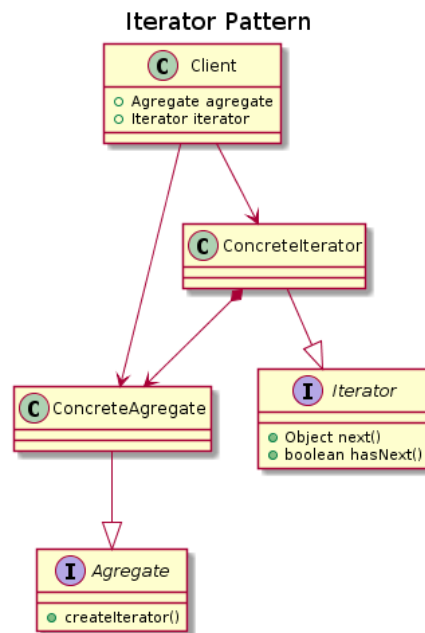 Iterator Pattern
C Client
Agregate agregate
Iterator iterator
C ConcreteIterator
I Iterator
Object next()
boolean hasNext()
C ConcreteAgregate
I Agregate
createIterator()